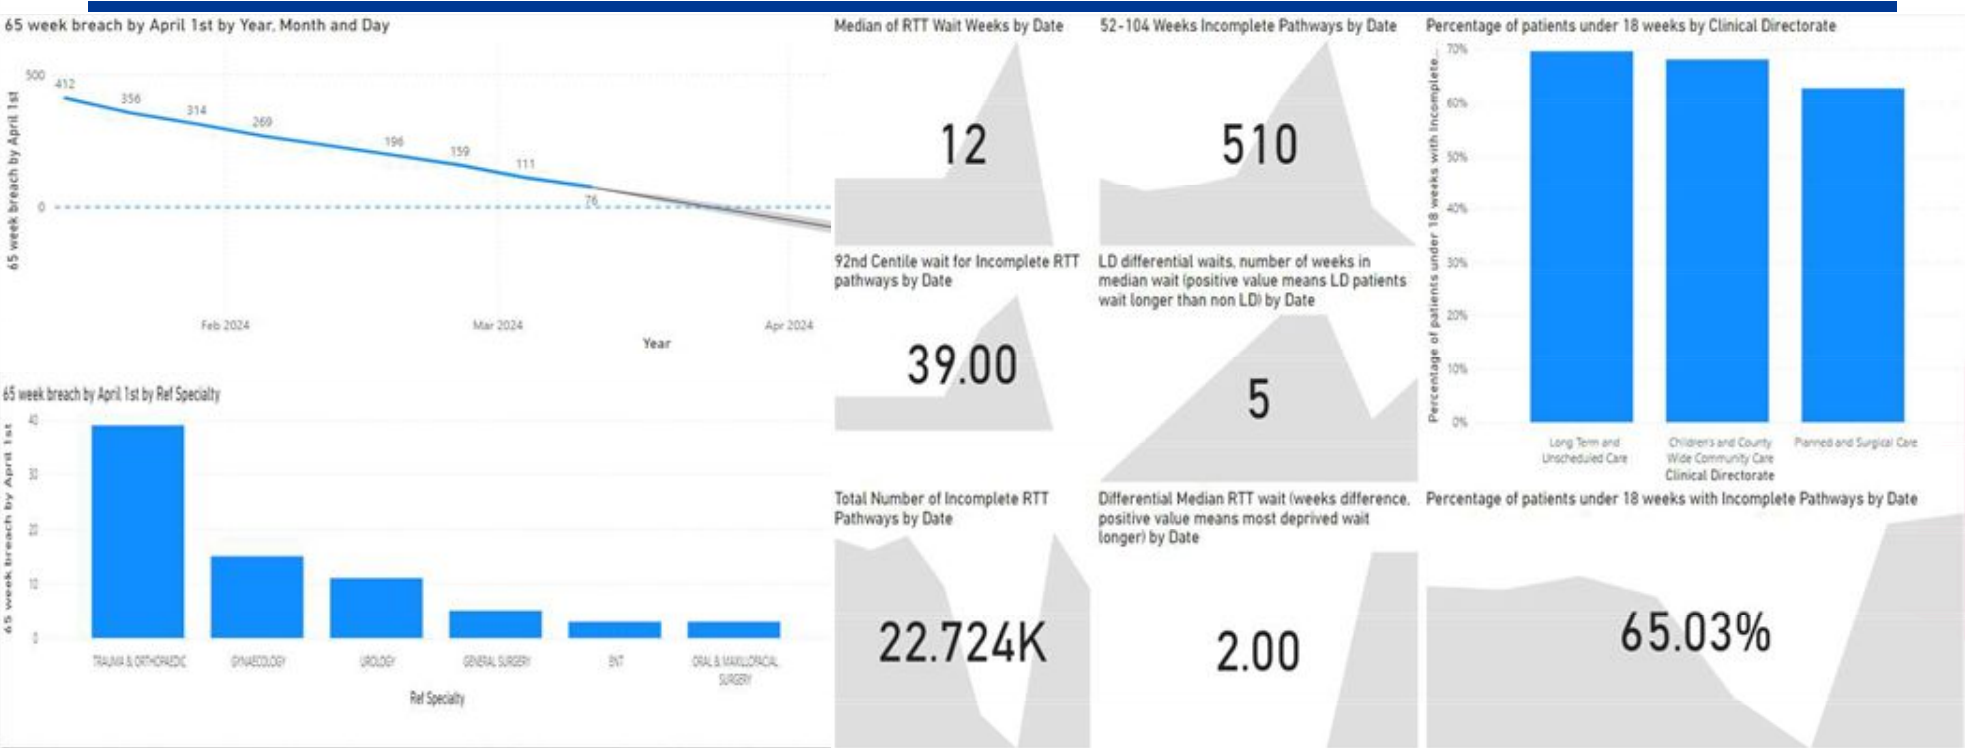 65 week breach by April 1st by Year, Month and Day
65 week breach by April 1st
500
0
412
356
314
269
196
159
111
76
Feb 2024
Mar 2024
Apr 2024
Year
65 week breach by April 1st by Ref Specialty
65 week breach by April 1st
40
30
20
10
0
TRAUMA & ORTHOPAEDIC
GYNAECOLOGY
UROLOGY
GENERAL SURGERY
ENT
ORAL & MAXILLOFACIAL
SURGERY
Ref Specialty
Median of RTT Wait Weeks by Date
12
52-104 Weeks Incomplete Pathways by Date
510
92nd Centile wait for Incomplete RTT
pathways by Date
39.00
LD differential waits, number of weeks in
median wait (positive value means LD patients
wait longer than non LD) by Date
5
Total Number of Incomplete RTT
Pathways by Date
22.724K
Differential Median RTT wait (weeks difference,
positive value means most deprived wait
longer) by Date
2.00
Percentage of patients under 18 weeks by Clinical Directorate
Percentage of patients under 18 weeks with Incomplete...
70%
60%
50%
40%
30%
20%
10%
0%
Long Term and
Unscheduled Care
Children's and County
Wide Community Care
Planned and Surgical Care
Clinical Directorate
Percentage of patients under 18 weeks with Incomplete Pathways by Date
65.03%